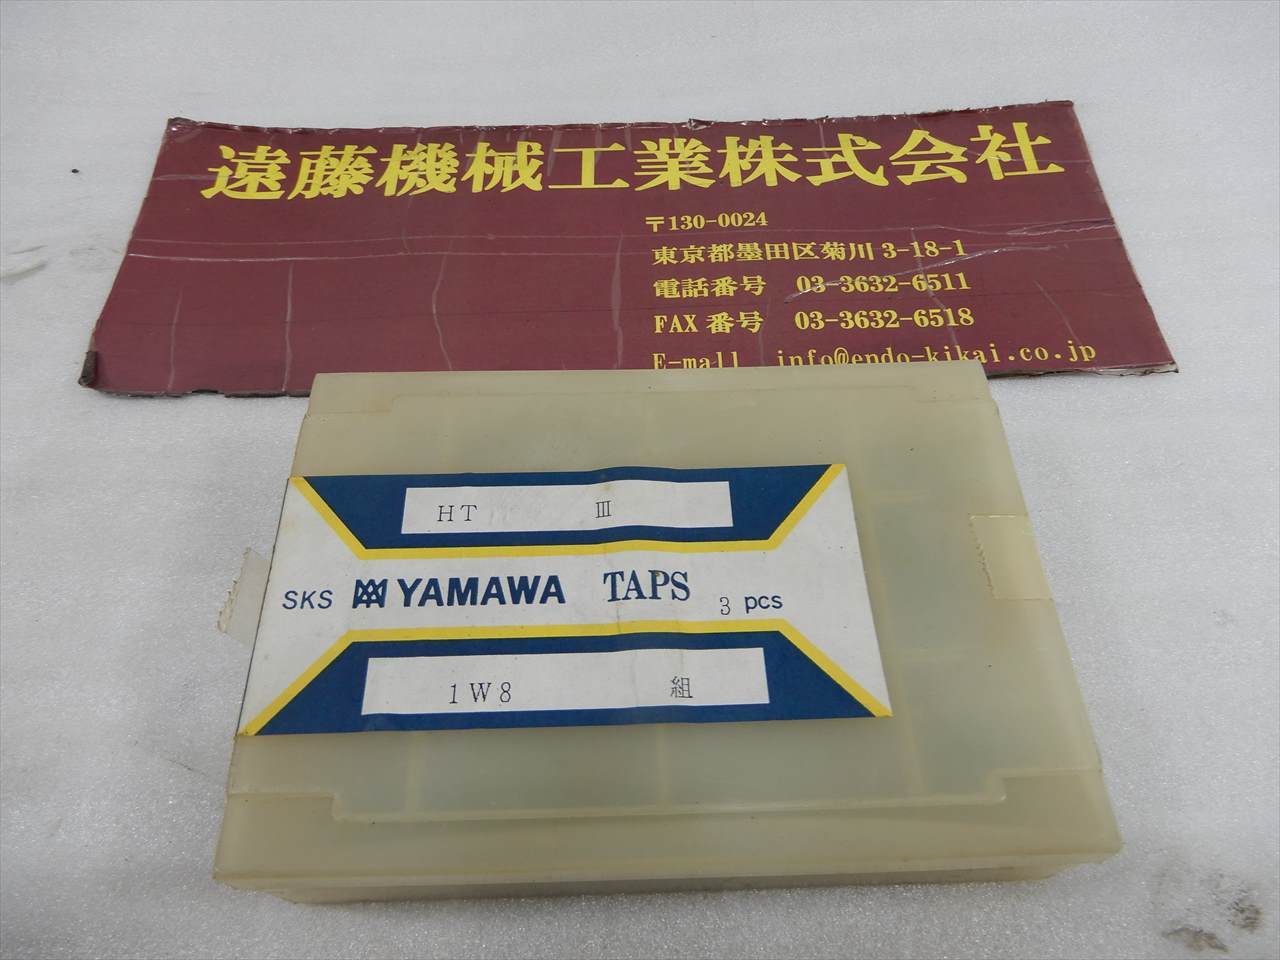 遠藤機械工業株式会社
〒130-0024
東京都墨田区菊川 3-18-1
電話番号 03-3632-6511
FAX 番号 03-3632-6518
E-mall info@endo-kikai.co.jp
HT Ⅲ
SKS YAMAWA TAPS 3 pcs
1W8 組